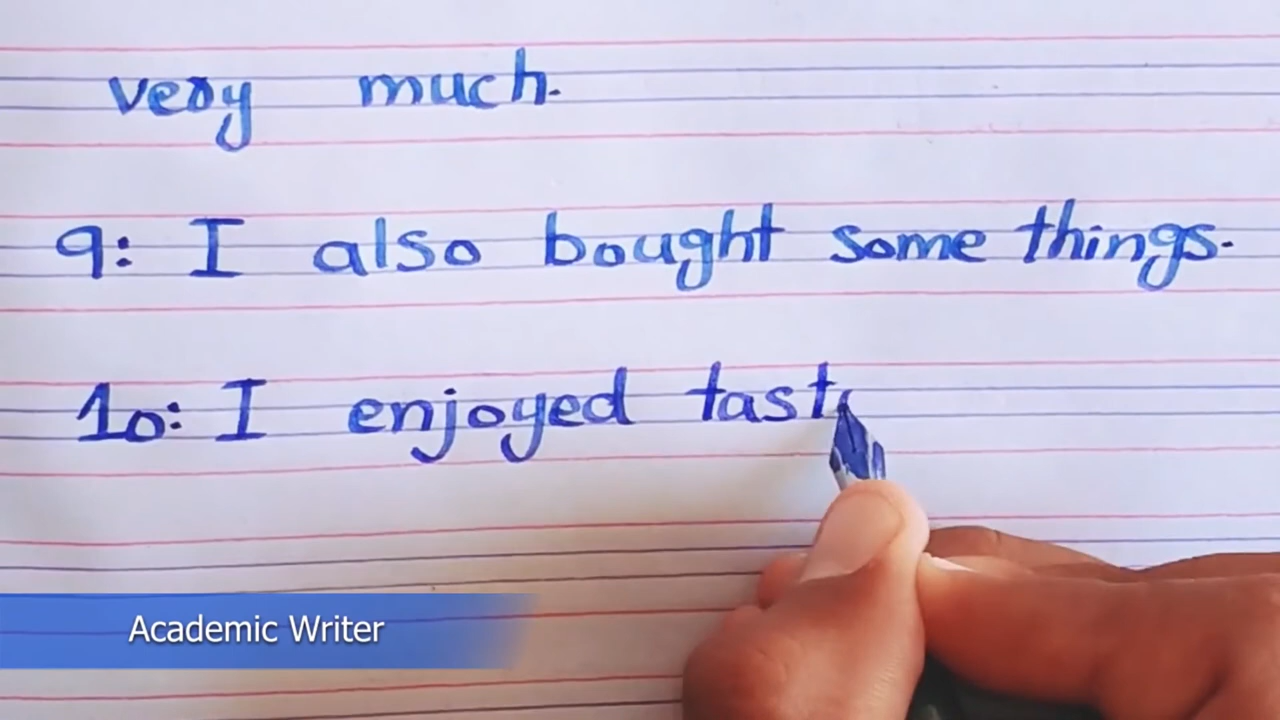 very much.
9: I also bought some things.
10: I enjoyed tast
Academic Writer